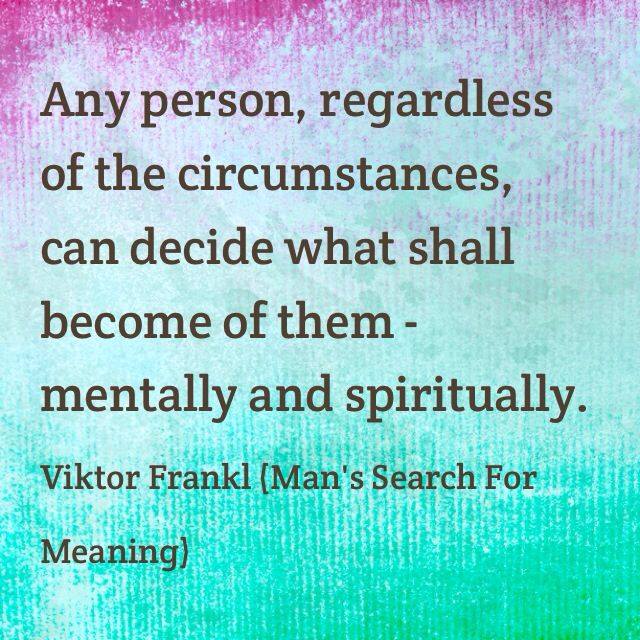 Any person, regardless
of the circumstances,
can decide what shall
become of them -
mentally and spiritually.
Viktor Frankl (Man's Search For
Meaning)